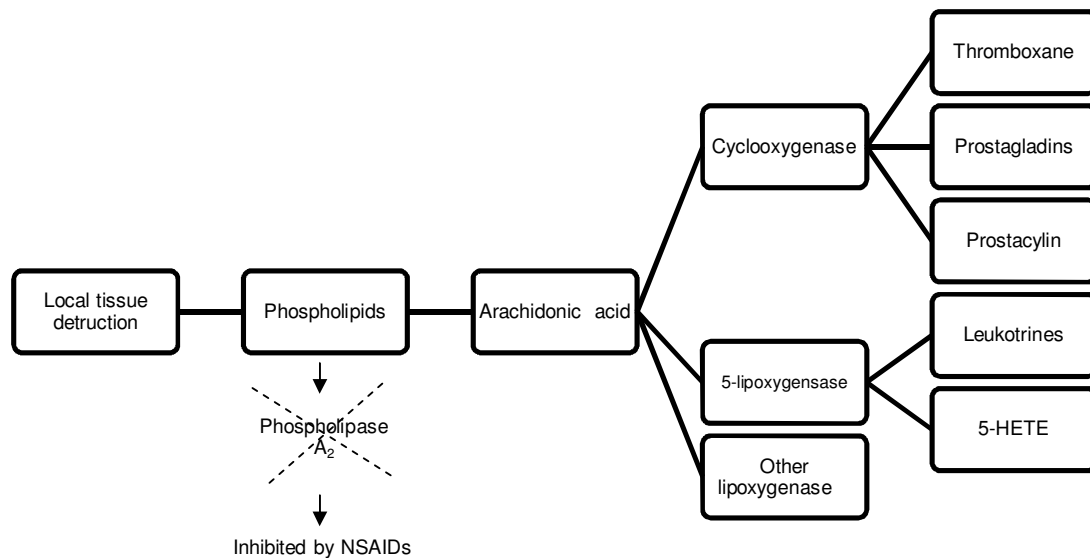 Thromboxane
Cyclooxygenase
Prostagladins
Prostacylin
Local tissue
detruction
Phospholipids
Arachidonic acid
Leukotrines
5-lipoxygensase
5-HETE
Phospholipase
A₂
Other
lipoxygenase
Inhibited by NSAIDs